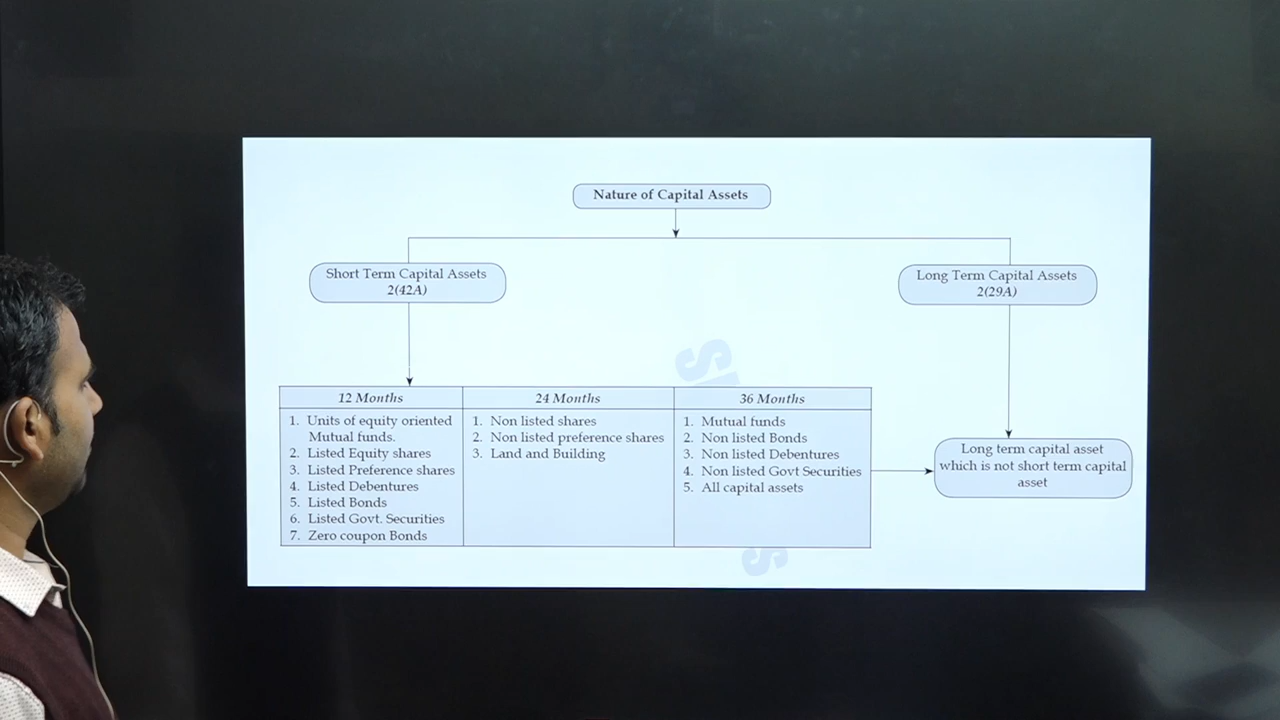 Nature of Capital Assets
Short Term Capital Assets
2(42A)
Long Term Capital Assets
2(29A)
12 Months
1. Units of equity oriented
Mutual funds.
2. Listed Equity shares
3. Listed Preference shares
4. Listed Debentures
5. Listed Bonds
6. Listed Govt. Securities
7. Zero coupon Bonds
24 Months
1. Non listed shares
2. Non listed preference shares
3. Land and Building
36 Months
1. Mutual funds
2. Non listed Bonds
3. Non listed Debentures
4. Non listed Govt Securities
5. All capital assets
Long term capital asset
which is not short term capital
asset